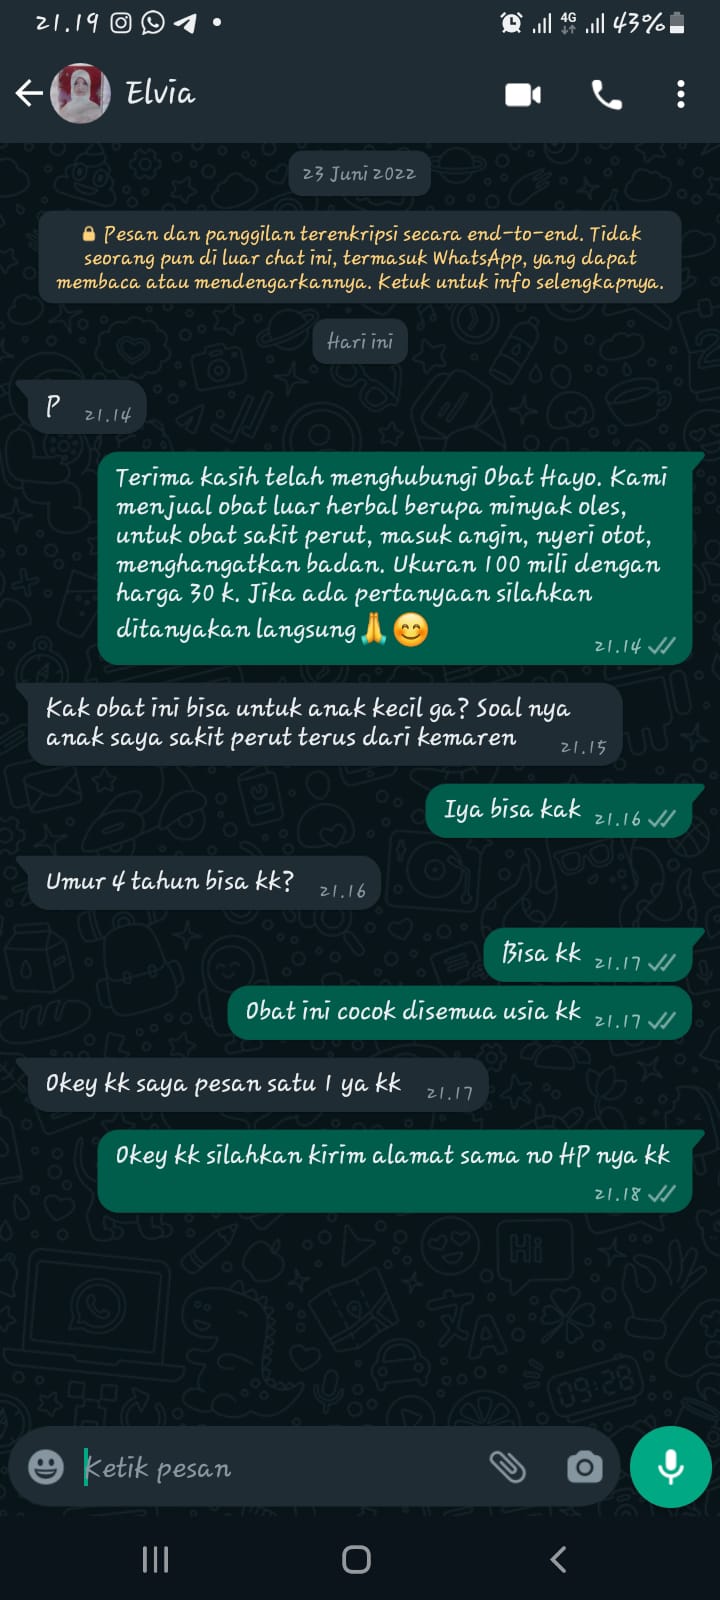 21.19
4G 43%
Elvia
23 Juni 2022
Pesan dan panggilan terenkripsi secara end-to-end. Tidak
seorang pun di luar chat ini, termasuk WhatsApp, yang dapat
membaca atau mendengarkannya. Ketuk untuk info selengkapnya.
Hari ini
P 21.14
Terima kasih telah menghubungi Obat Hayo. Kami
menjual obat luar herbal berupa minyak oles,
untuk obat sakit perut, masuk angin, nyeri otot,
menghangatkan badan. Ukuran 100 mili dengan
harga 30 k. Jika ada pertanyaan silahkan
ditanyakan langsung🙏😊
21.14
Kak obat ini bisa untuk anak kecil ga? Soal nya
anak saya sakit perut terus dari kemaren 21.15
Iya bisa kak 21.16
Umur 4 tahun bisa kk? 21.16
Bisa kk 21.17
Obat ini cocok disemua usia kk 21.17
Okey kk saya pesan satu 1 ya kk 21.17
Okey kk silahkan kirim alamat sama no HP nya kk
21.18
Ketik pesan